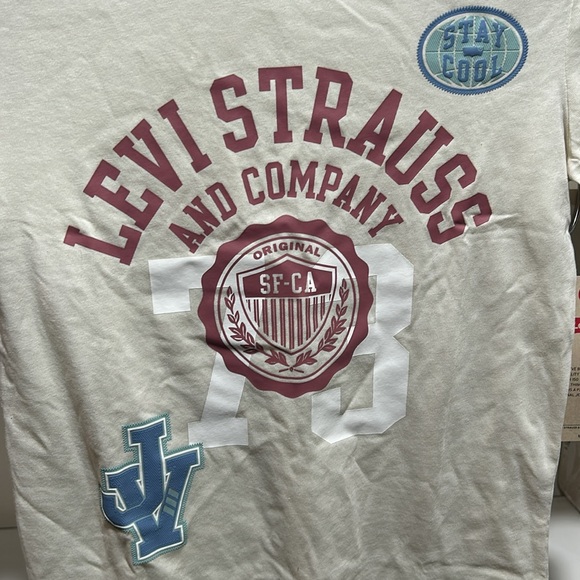 STAY
COOL
LEVI STRAUSS
AND COMPANY
ORIGINAL
SF-CA
73
JV